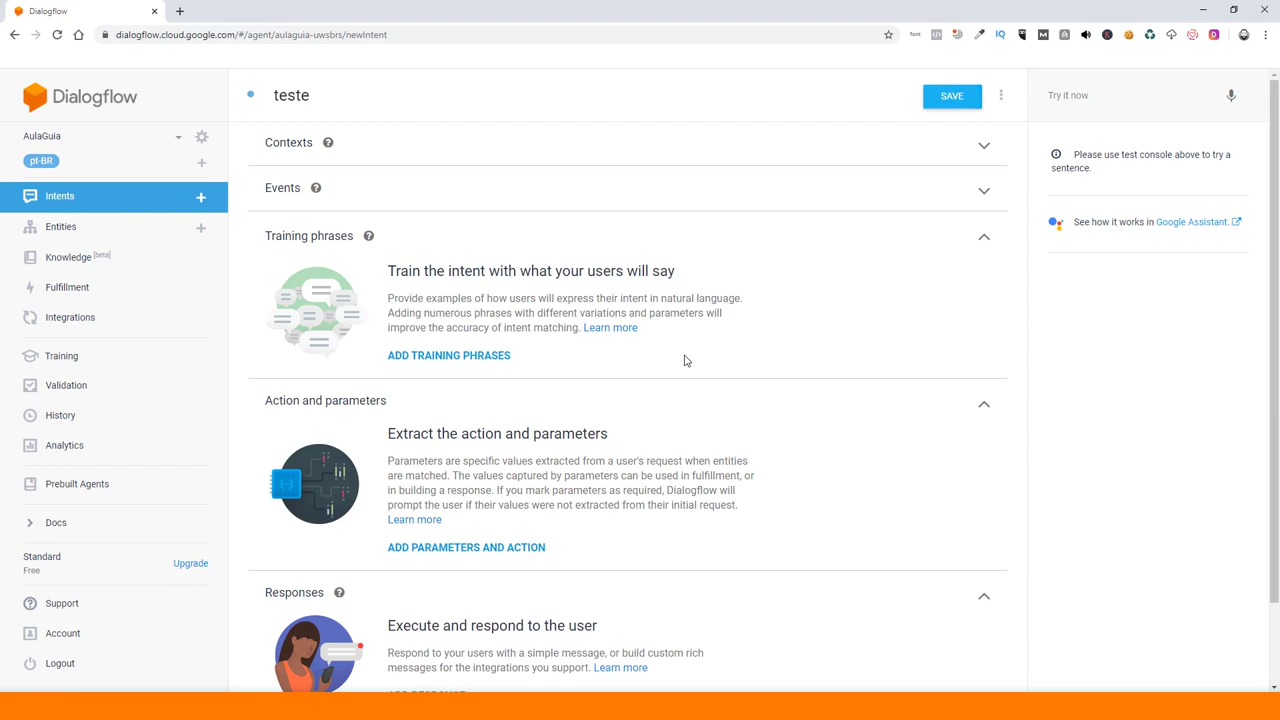 Dialogflow
dialogflow.cloud.google.com/#/agent/aulaguia-uwsbrs/newIntent
Dialogflow
AulaGuia
pt-BR
Intents
Entities
Knowledge [beta]
Fulfillment
Integrations
Training
Validation
History
Analytics
Prebuilt Agents
Docs
Standard
Free
Upgrade
Support
Account
Logout
teste
SAVE
Contexts
Events
Training phrases
Train the intent with what your users will say
Provide examples of how users will express their intent in natural language.
Adding numerous phrases with different variations and parameters will
improve the accuracy of intent matching. Learn more
ADD TRAINING PHRASES
Action and parameters
Extract the action and parameters
Parameters are specific values extracted from a user's request when entities
are matched. The values captured by parameters can be used in fulfillment, or
in building a response. If you mark parameters as required, Dialogflow will
prompt the user if their values were not extracted from their initial request.
Learn more
ADD PARAMETERS AND ACTION
Responses
Execute and respond to the user
Respond to your users with a simple message, or build custom rich
messages for the integrations you support. Learn more
Try it now
Please use test console above to try a
sentence.
See how it works in Google Assistant.